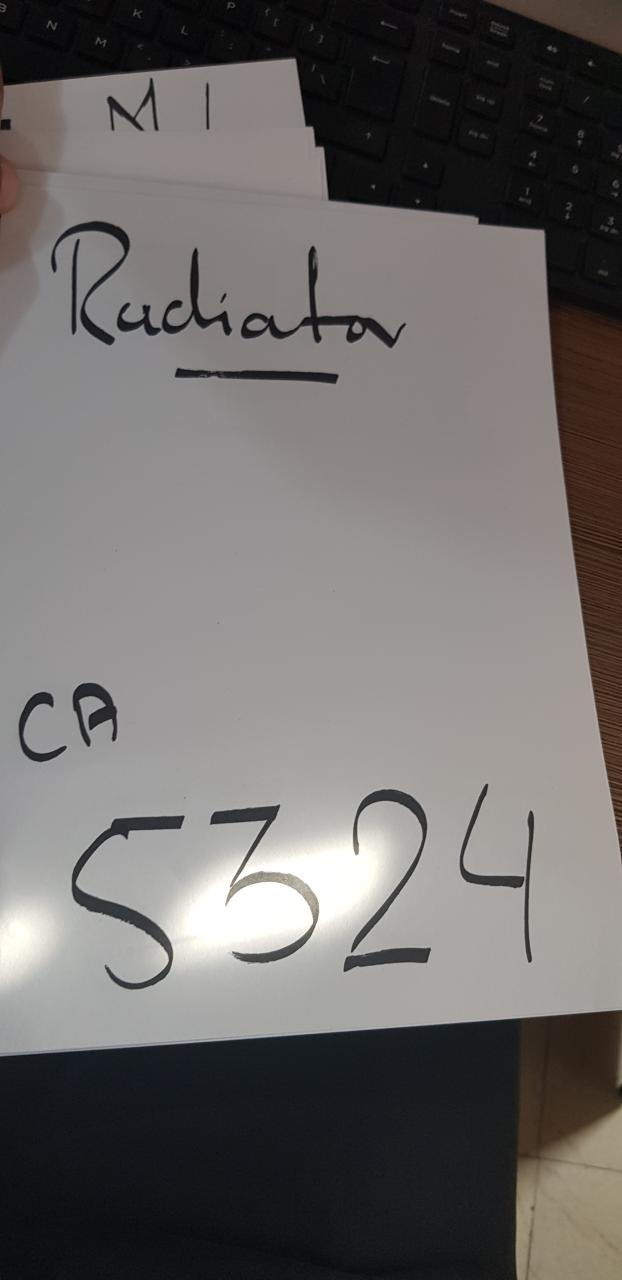 M I
Radiator
CA
5324